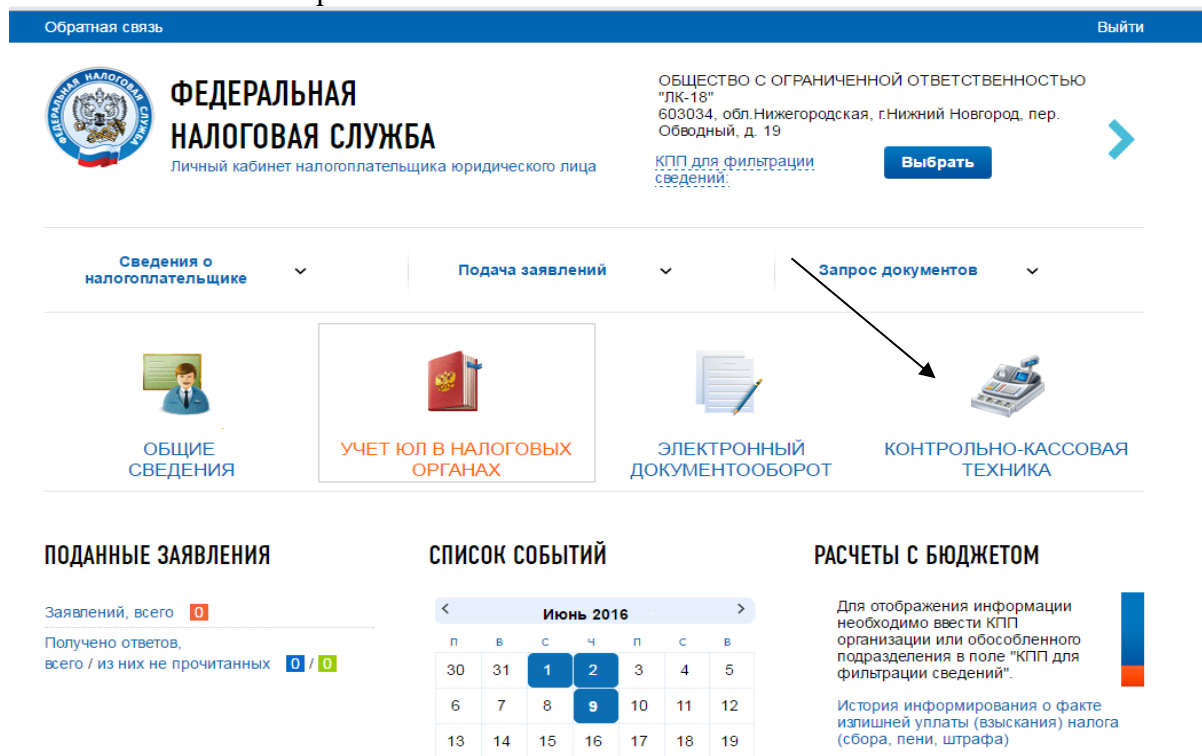 Обратная связь
Выйти
ФЕДЕРАЛЬНАЯ НАЛОГОВАЯ СЛУЖБА
ФЕДЕРАЛЬНАЯ
НАЛОГОВАЯ СЛУЖБА
Личный кабинет налогоплательщика юридического лица
ОБЩЕСТВО С ОГРАНИЧЕННОЙ ОТВЕТСТВЕННОСТЬЮ
"ЛК-18"
603034, обл.Нижегородская, г.Нижний Новгород, пер.
Обводный, д. 19
КПП для фильтрации
сведений:
Выбрать
Сведения о
налогоплательщике
Подача заявлений
Запрос документов
ОБЩИЕ
СВЕДЕНИЯ
УЧЕТ ЮЛ В НАЛОГОВЫХ
ОРГАНАХ
ЭЛЕКТРОННЫЙ
ДОКУМЕНТООБОРОТ
КОНТРОЛЬНО-КАССОВАЯ
ТЕХНИКА
ПОДАННЫЕ ЗАЯВЛЕНИЯ
Заявлений, всего 0
Получено ответов,
всего / из них не прочитанных 0 / 0
СПИСОК СОБЫТИЙ
Июнь 2016
П В С Ч П С В
30 31 1 2 3 4 5
6 7 8 9 10 11 12
13 14 15 16 17 18 19
РАСЧЕТЫ С БЮДЖЕТОМ
Для отображения информации
необходимо ввести КПП
организации или обособленного
подразделения в поле "КПП для
фильтрации сведений".
История информирования о факте
излишней уплаты (взыскания) налога
(сбора, пени, штрафа)